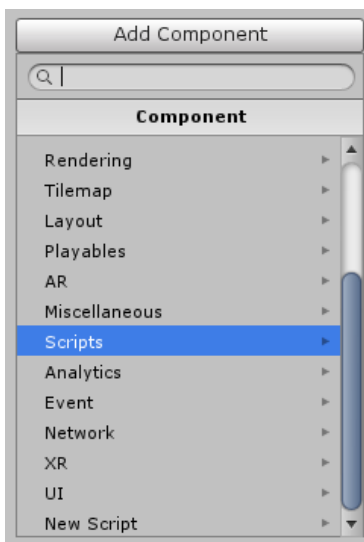 Add Component
Component
Rendering
Tilemap
Layout
Playables
AR
Miscellaneous
Scripts
Analytics
Event
Network
XR
UI
New Script